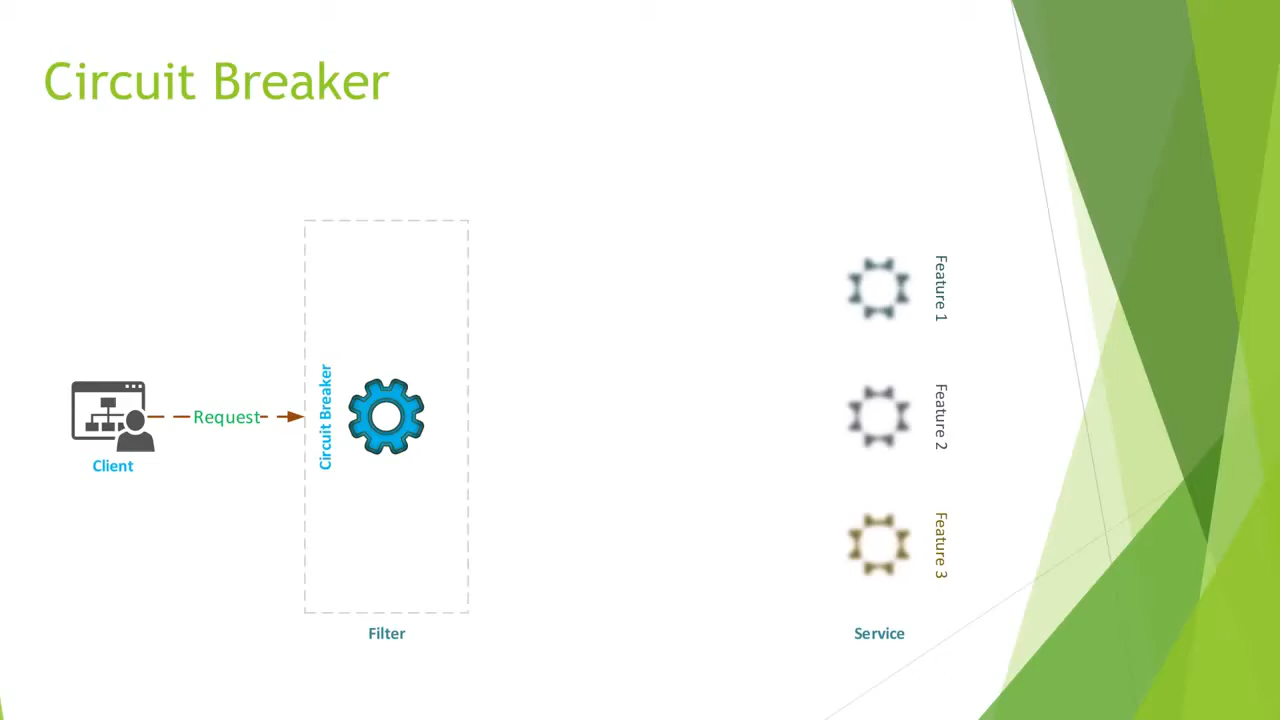 Circuit Breaker
Feature 1
Circuit Breaker
Request
Feature 2
Client
Feature 3
Filter
Service